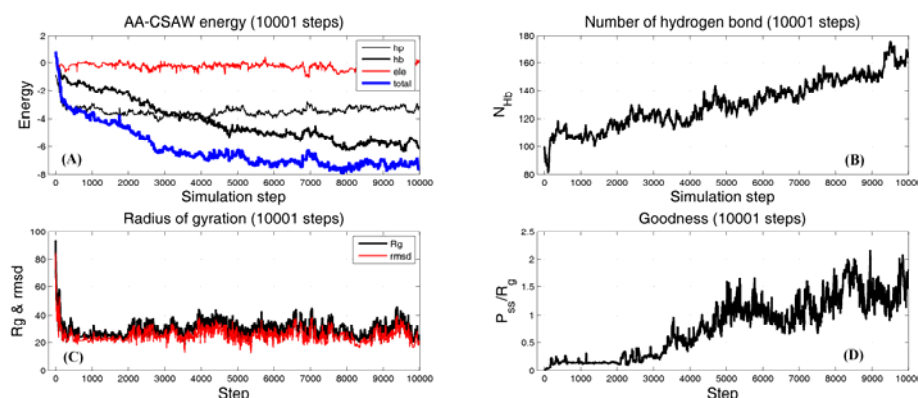 AA-CSAW energy (10001 steps)
2
0
-2
-4
-6
-8
Energy
hp
hb
ele
total
(A)
0 1000 2000 3000 4000 5000 6000 7000 8000 9000 10000
Simulation step
Number of hydrogen bond (10001 steps)
180
160
140
120
100
80
N_Hb
(B)
0 1000 2000 3000 4000 5000 6000 7000 8000 9000 10000
Simulation step
Radius of gyration (10001 steps)
100
80
60
40
20
0
Rg & rmsd
Rg
rmsd
(C)
0 1000 2000 3000 4000 5000 6000 7000 8000 9000 10000
Step
Goodness (10001 steps)
2.5
2
1.5
1
0.5
0
P_ss/R_g
(D)
0 1000 2000 3000 4000 5000 6000 7000 8000 9000 10000
Step